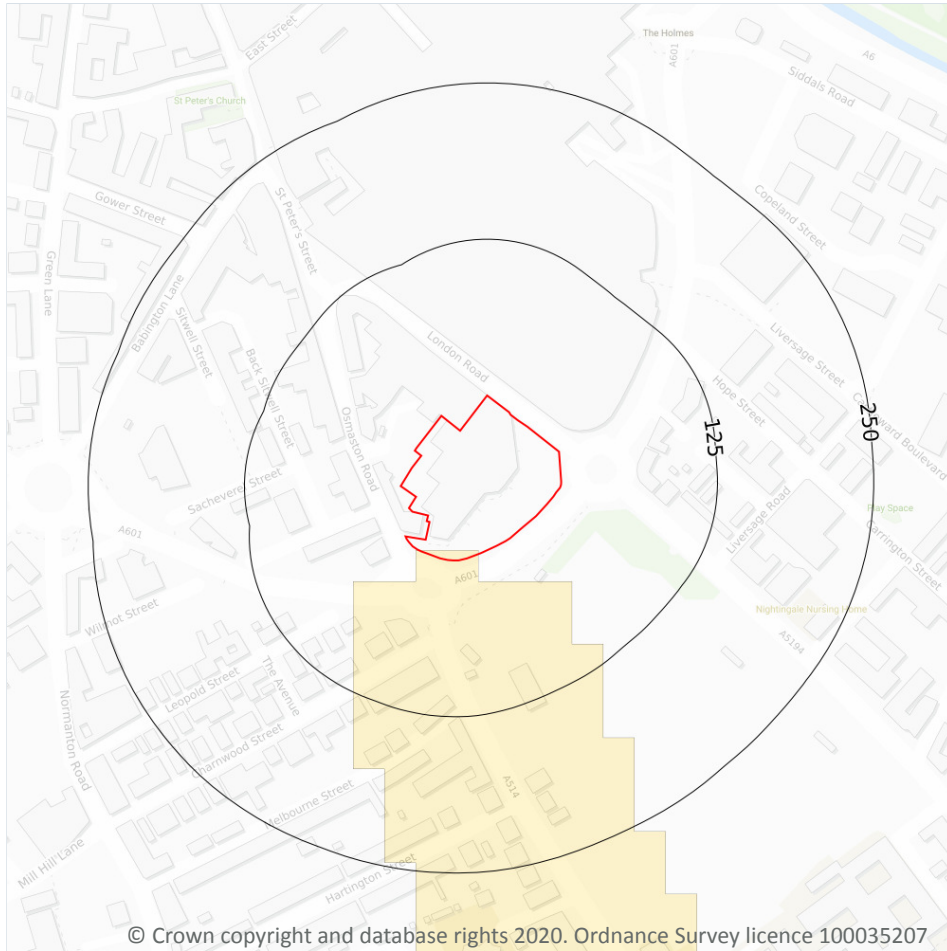 The Holmes
A601
A6
East Street
Siddals Road
St Peter's Church
Gower Street
St Peter's Street
Copeland Street
Green Lane
Babington Lane
Sitwell Street
London Road
Liversage Street
Back Sitwell Street
Hope Street
Osmaston Road
125
250
Sacheverel Street
A601
Play Space
Liversage Road
Carrington Street
A601
Wilmot Street
Nightingale Nursing Home
A5194
The Avenue
Leopold Street
Normanton Road
Charnwood Street
A514
Melbourne Street
Mill Hill Lane
Hartington Street
© Crown copyright and database rights 2020. Ordnance Survey licence 100035207.